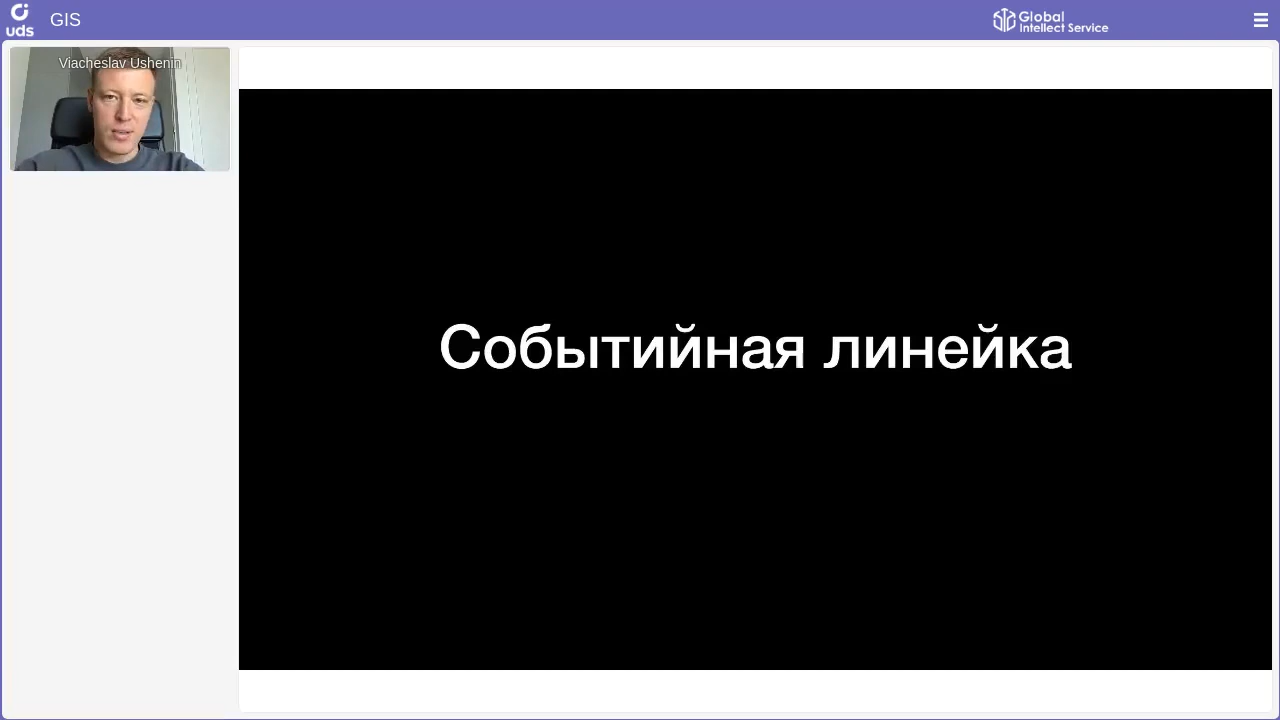 uds
GIS
Global
Intellect Service
Viacheslav Ushenin
Событийная линейка